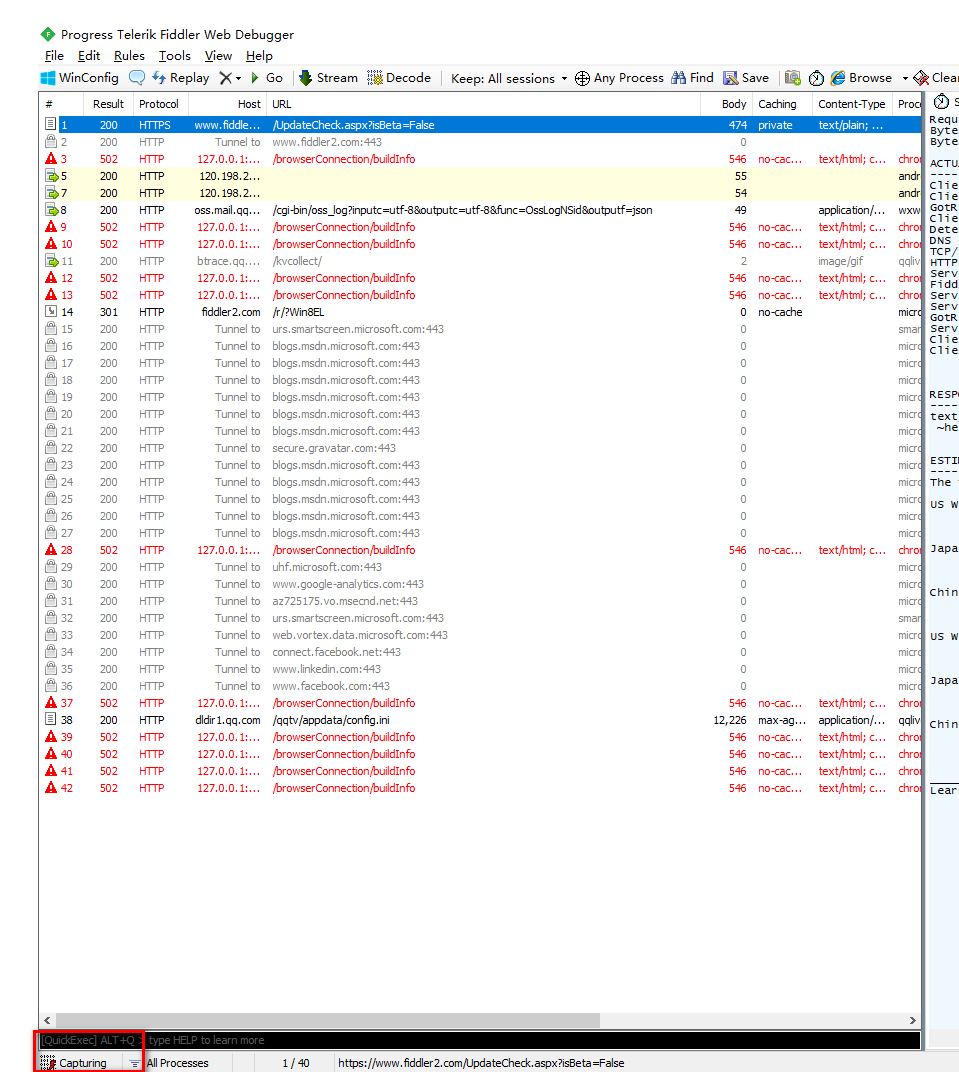 Progress Telerik Fiddler Web Debugger
File Edit Rules Tools View Help
WinConfig Replay Go Stream Decode Keep: All sessions Any Process Find Save Browse Clear
# Result Protocol Host URL Body Caching Content-Type Proc
1 200 HTTPS www.fiddle... /UpdateCheck.aspx?isBeta=False 474 private text/plain; ...
2 200 HTTP Tunnel to www.fiddler2.com:443 0
3 502 HTTP 127.0.0.1:... /browserConnection/buildInfo 546 no-cac... text/html; c... chro
5 200 HTTP 120.198.2... 55 andr
7 200 HTTP 120.198.2... 54 andr
8 200 HTTP oss.mail.qq... /cgi-bin/oss_log?inputc=utf-8&outputc=utf-8&func=OssLogNSid&outputf=json 49 application/... wxw
9 502 HTTP 127.0.0.1:... /browserConnection/buildInfo 546 no-cac... text/html; c... chro
10 502 HTTP 127.0.0.1:... /browserConnection/buildInfo 546 no-cac... text/html; c... chro
11 200 HTTP btrace.qq.... /kvcollect/ 2 image/gif qqliv
12 502 HTTP 127.0.0.1:... /browserConnection/buildInfo 546 no-cac... text/html; c... chro
13 502 HTTP 127.0.0.1:... /browserConnection/buildInfo 546 no-cac... text/html; c... chro
14 301 HTTP fiddler2.com /r/?Win8EL 0 no-cache micro
15 200 HTTP Tunnel to urs.smartscreen.microsoft.com:443 0 smar
16 200 HTTP Tunnel to blogs.msdn.microsoft.com:443 0 micro
17 200 HTTP Tunnel to blogs.msdn.microsoft.com:443 0 micro
18 200 HTTP Tunnel to blogs.msdn.microsoft.com:443 0 micro
19 200 HTTP Tunnel to blogs.msdn.microsoft.com:443 0 micro
20 200 HTTP Tunnel to blogs.msdn.microsoft.com:443 0 micro
21 200 HTTP Tunnel to blogs.msdn.microsoft.com:443 0 micro
22 200 HTTP Tunnel to secure.gravatar.com:443 0 micro
23 200 HTTP Tunnel to blogs.msdn.microsoft.com:443 0 micro
24 200 HTTP Tunnel to blogs.msdn.microsoft.com:443 0 micro
25 200 HTTP Tunnel to blogs.msdn.microsoft.com:443 0 micro
26 200 HTTP Tunnel to blogs.msdn.microsoft.com:443 0 micro
27 200 HTTP Tunnel to blogs.msdn.microsoft.com:443 0 micro
28 502 HTTP 127.0.0.1:... /browserConnection/buildInfo 546 no-cac... text/html; c... chro
29 200 HTTP Tunnel to uhf.microsoft.com:443 0 micro
30 200 HTTP Tunnel to www.google-analytics.com:443 0 micro
31 200 HTTP Tunnel to az725175.vo.msecnd.net:443 0 micro
32 200 HTTP Tunnel to urs.smartscreen.microsoft.com:443 0 smar
33 200 HTTP Tunnel to web.vortex.data.microsoft.com:443 0 micro
34 200 HTTP Tunnel to connect.facebook.net:443 0 micro
35 200 HTTP Tunnel to www.linkedin.com:443 0 micro
36 200 HTTP Tunnel to www.facebook.com:443 0 micro
37 502 HTTP 127.0.0.1:... /browserConnection/buildInfo 546 no-cac... text/html; c... chro
38 200 HTTP dldir1.qq.com /qqtv/appdata/config.ini 12,226 max-ag... application/... qqliv
39 502 HTTP 127.0.0.1:... /browserConnection/buildInfo 546 no-cac... text/html; c... chro
40 502 HTTP 127.0.0.1:... /browserConnection/buildInfo 546 no-cac... text/html; c... chro
41 502 HTTP 127.0.0.1:... /browserConnection/buildInfo 546 no-cac... text/html; c... chro
42 502 HTTP 127.0.0.1:... /browserConnection/buildInfo 546 no-cac... text/html; c... chro
[QuickExec] ALT+Q > type HELP to learn more
Capturing All Processes 1 / 40 https://www.fiddler2.com/UpdateCheck.aspx?isBeta=False
S
Requ
Byte
Byte
ACTU
----
Clie
Clie
GotR
Clie
Dete
DNS
TCP/
HTTP
Serv
Fidd
Serv
Serv
GotR
Serv
Clie
Clie
RESP
----
text
~he
ESTI
----
The
US W
Japa
Chin
US W
Japa
Chin
Lear